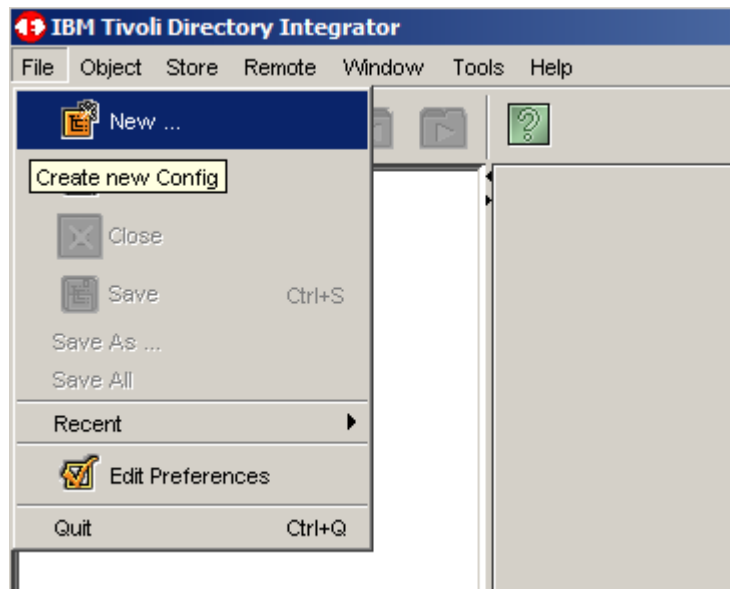 IBM Tivoli Directory Integrator
File Object Store Remote Window Tools Help
New ...
Create new Config
Close
Save Ctrl+S
Save As ...
Save All
Recent
Edit Preferences
Quit Ctrl+Q